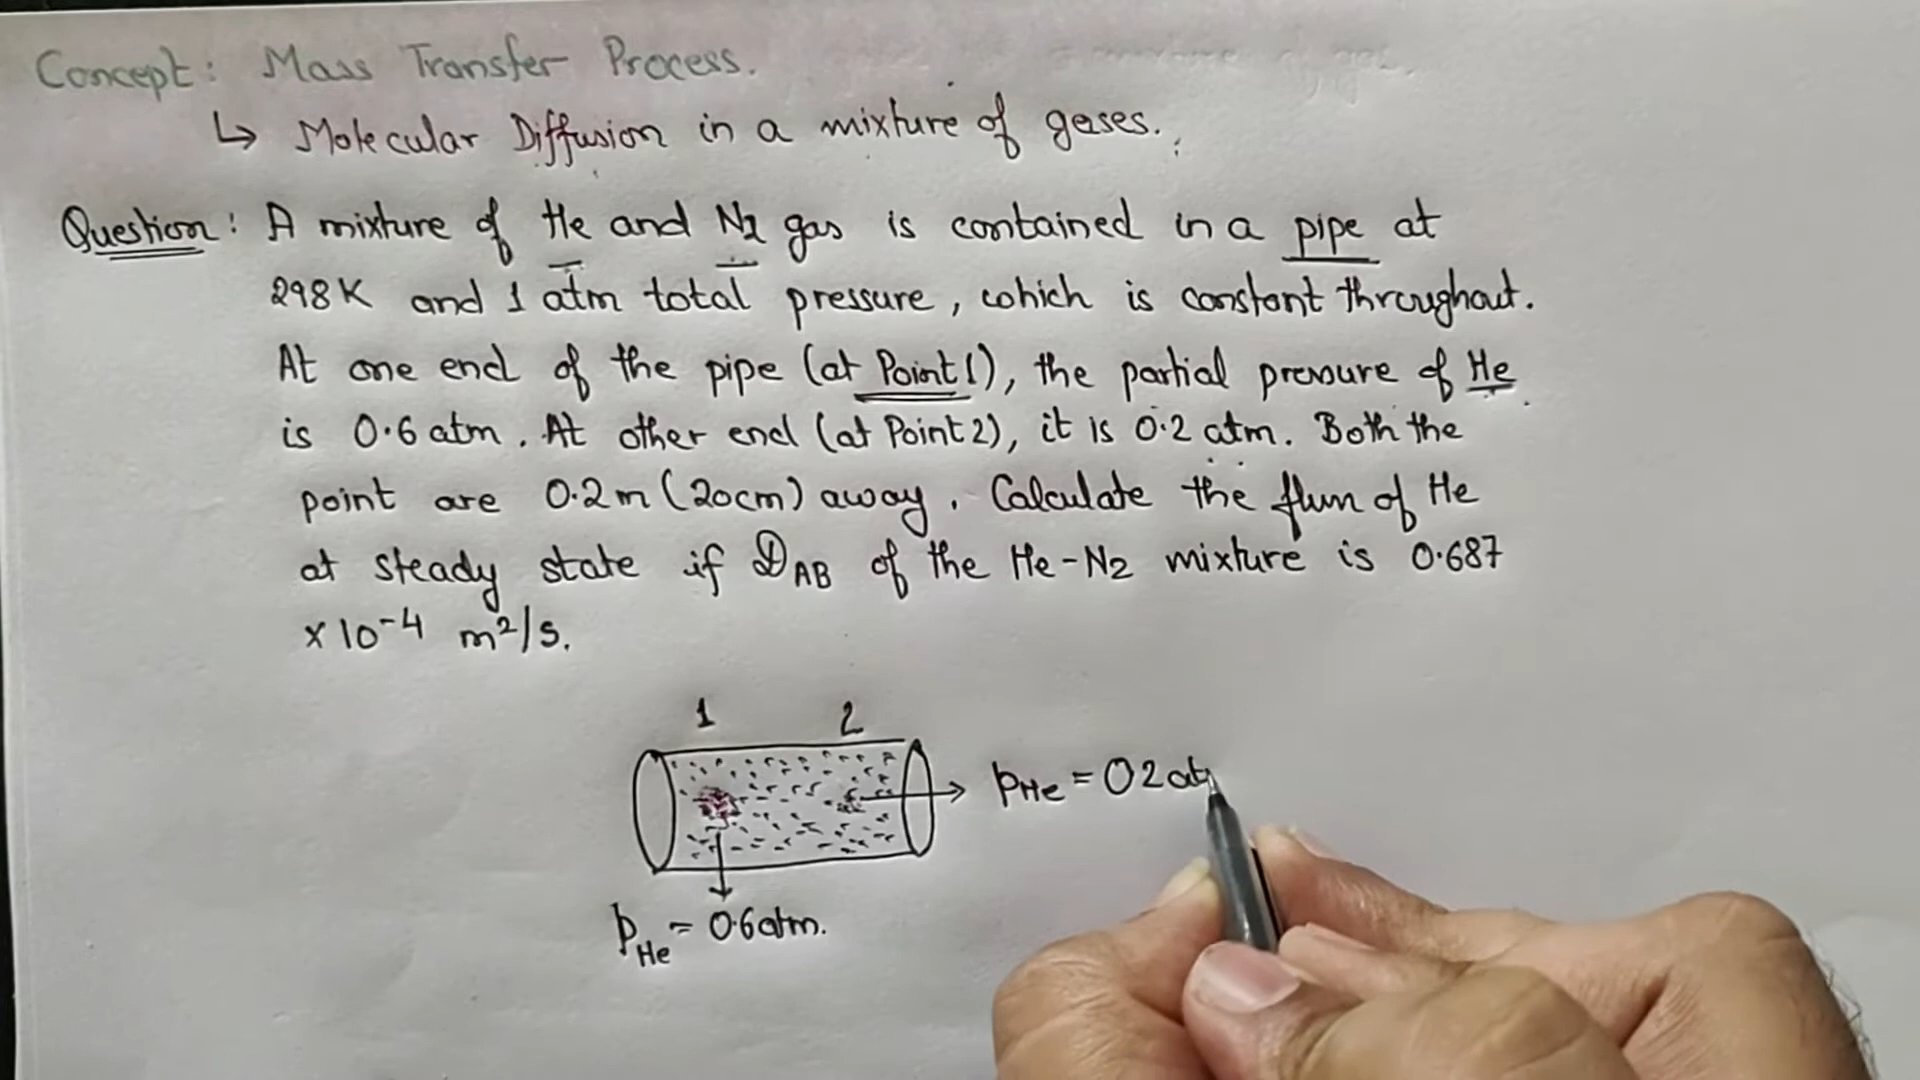 Concept: Mass Transfer Process.
↳ Molecular Diffusion in a mixture of gases.
Question: A mixture of He and N2 gas is contained in a pipe at
298K and 1 atm total pressure, which is constant throughout.
At one end of the pipe (at Point 1), the partial pressure of He
is 0.6 atm. At other end (at Point 2), it is 0.2 atm. Both the
point are 0.2m (20cm) away. Calculate the flux of He
at steady state if DAB of the He-N2 mixture is 0.687
x 10-4 m2/s.
1 2
PHe = 02 at
PHe = 0.6 atm.